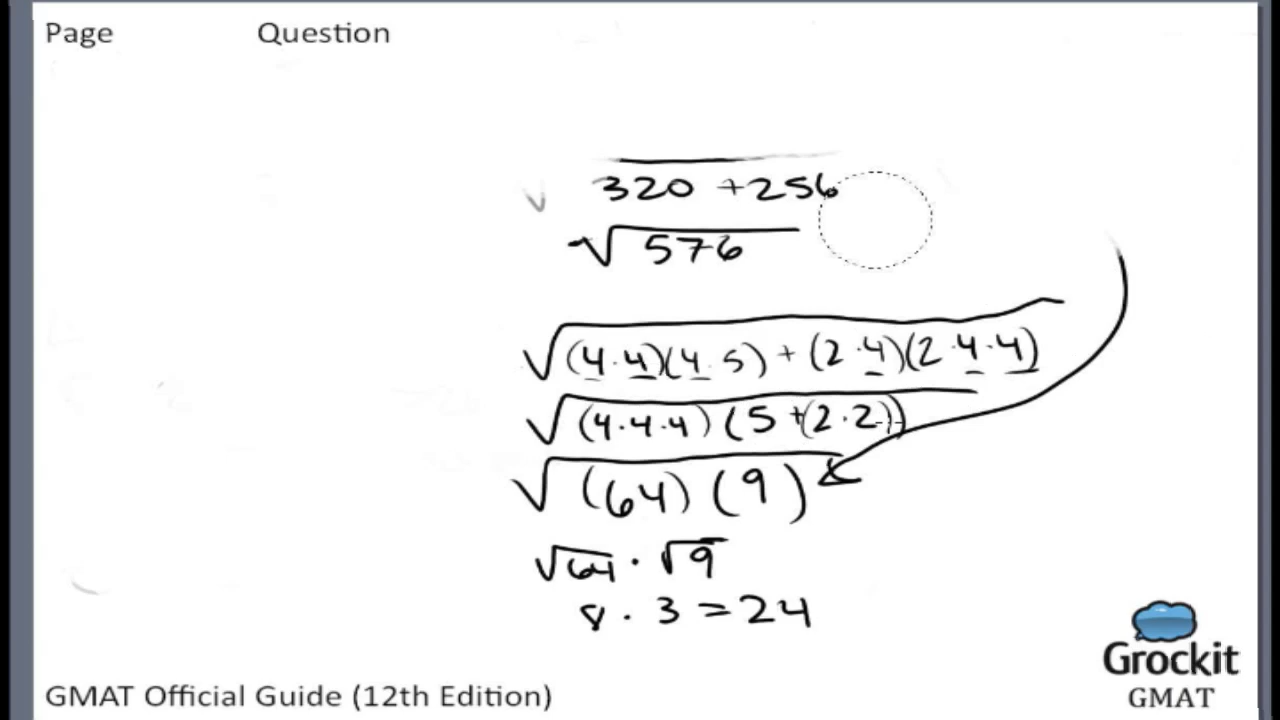 Page Question
320 + 256
√576
√(4·4)(4·5) + (2·4)(2·4·4)
√(4·4·4)(5+(2·2))
√(64)(9)
√64 · √9
8 · 3 = 24
Grockit
GMAT
GMAT Official Guide (12th Edition)